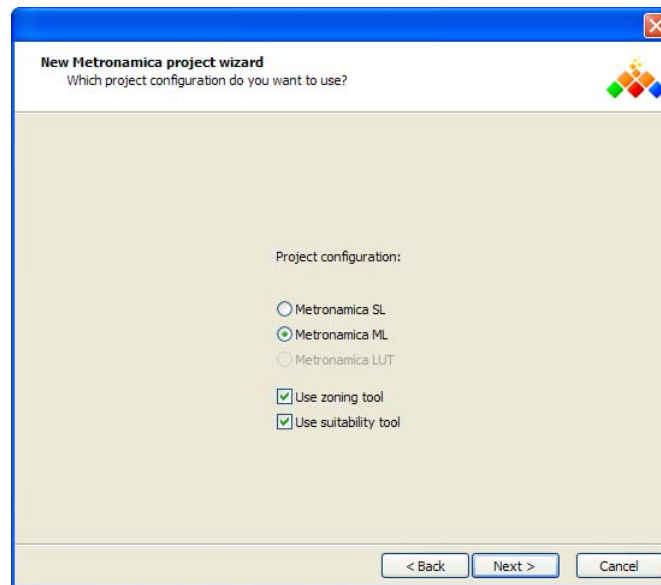 New Metronamica project wizard
Which project configuration do you want to use?
Project configuration:
Metronamica SL
Metronamica ML
Metronamica LUT
Use zoning tool
Use suitability tool
< Back Next > Cancel